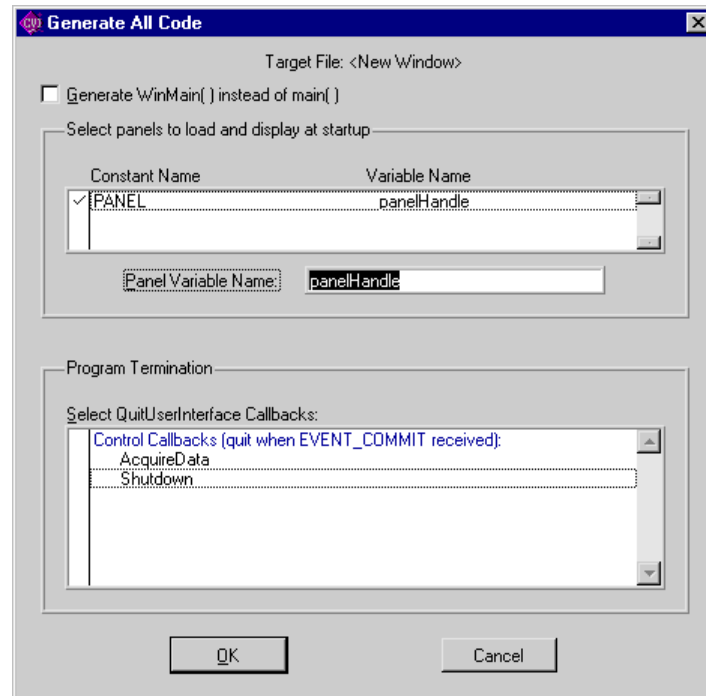 CVI Generate All Code
Target File: <New Window>
Generate WinMain( ) instead of main( )
Select panels to load and display at startup
Constant Name Variable Name
PANEL panelHandle
Panel Variable Name: panelHandle
Program Termination
Select QuitUserInterface Callbacks:
Control Callbacks (quit when EVENT_COMMIT received):
AcquireData
Shutdown
OK Cancel